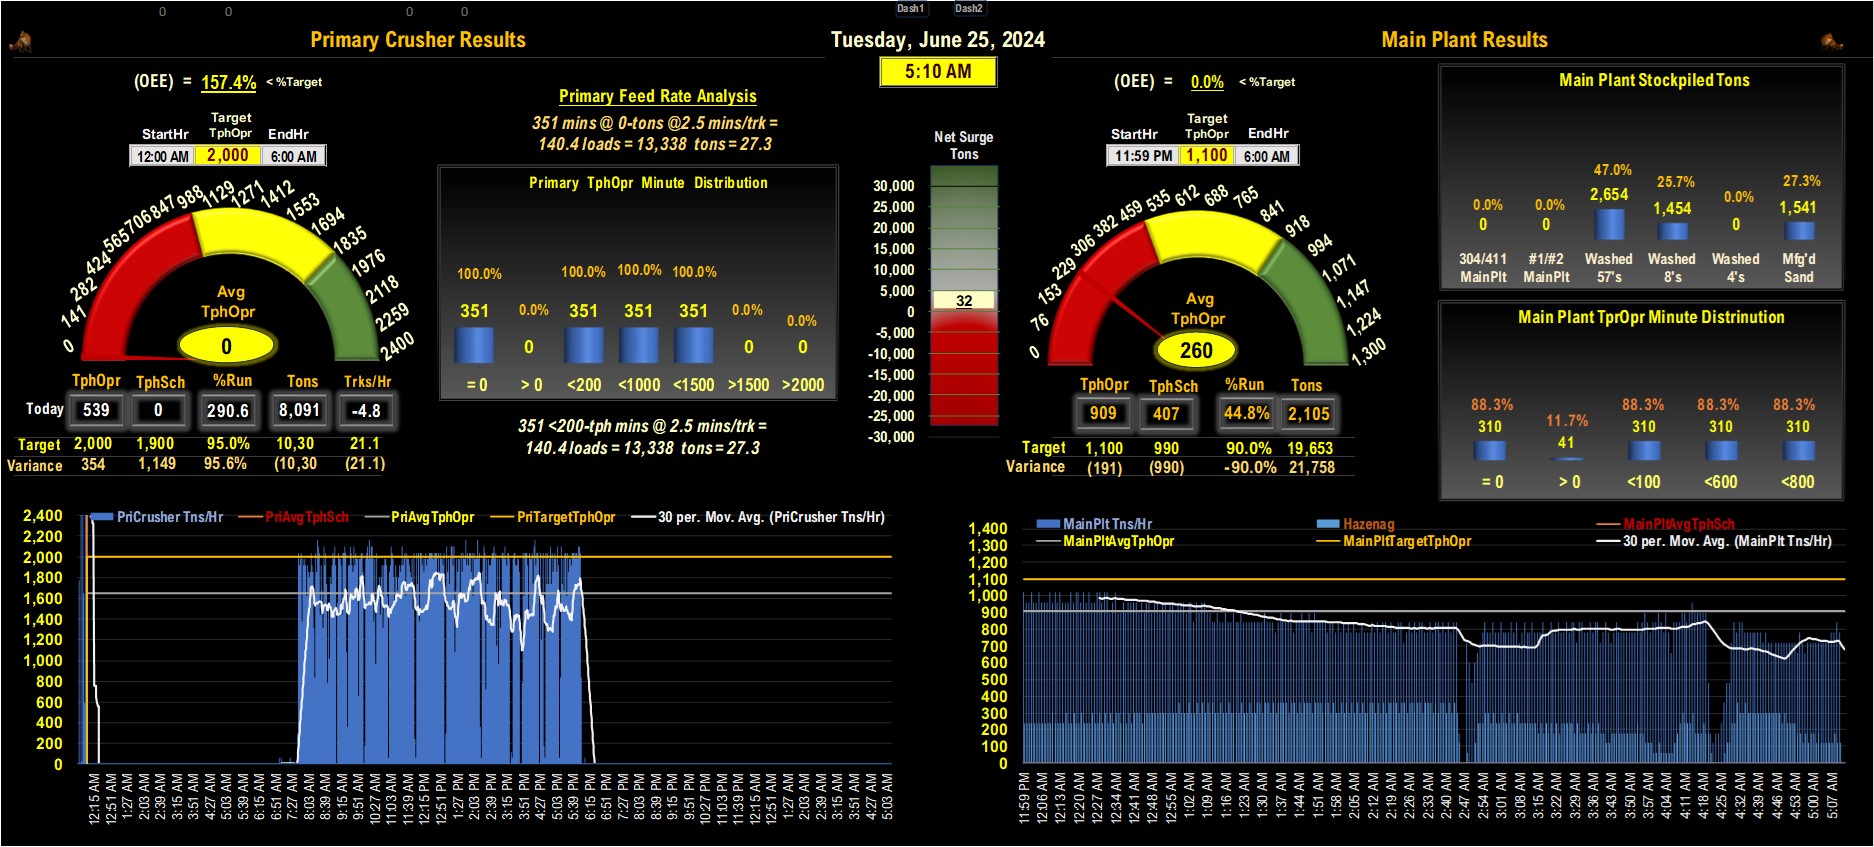 0 0 0 0 Dash1 Dash2
Primary Crusher Results
Tuesday, June 25, 2024
Main Plant Results
5:10 AM
(OEE) = 157.4% < %Target
StartHr Target TphOpr EndHr
12:00 AM 2,000 6:00 AM
0 141 282 424 565 706 847 988 1129 1271 1412 1553 1694 1835 1976 2118 2259 2400
Avg
TphOpr
0
TphOpr TphSch %Run Tons Trks/Hr
Today 539 0 290.6 8,091 -4.8
Target 2,000 1,900 95.0% 10,30 21.1
Variance 354 1,149 95.6% (10,30 (21.1)
Primary Feed Rate Analysis
351 mins @ 0-tons @2.5 mins/trk =
140.4 loads = 13,338 tons = 27.3
Primary TphOpr Minute Distribution
100.0% 0.0% 100.0% 100.0% 100.0% 0.0% 0.0%
351 0 351 351 351 0 0
= 0 > 0 <200 <1000 <1500 >1500 >2000
351 <200-tph mins @ 2.5 mins/trk =
140.4 loads = 13,338 tons = 27.3
Net Surge
Tons
30,000
25,000
20,000
15,000
10,000
5,000
32
0
-5,000
-10,000
-15,000
-20,000
-25,000
-30,000
(OEE) = 0.0% < %Target
StartHr Target TphOpr EndHr
11:59 PM 1,100 6:00 AM
0 76 153 229 306 382 459 535 612 688 765 841 918 994 1,071 1,147 1,224 1,300
Avg
TphOpr
260
TphOpr TphSch %Run Tons
909 407 44.8% 2,105
Target 1,100 990 90.0% 19,653
Variance (191) (990) -90.0% 21,758
Main Plant Stockpiled Tons
0.0% 0.0% 47.0% 25.7% 0.0% 27.3%
0 0 2,654 1,454 0 1,541
304/411 #1/#2 Washed Washed Washed Mfg'd
MainPlt MainPlt 57's 8's 4's Sand
Main Plant TprOpr Minute Distrinution
88.3% 11.7% 88.3% 88.3% 88.3%
310 41 310 310 310
= 0 > 0 <100 <600 <800
PriCrusher Tns/Hr PriAvgTphSch PriAvgTphOpr PriTargetTphOpr 30 per. Mov. Avg. (PriCrusher Tns/Hr)
2,400
2,200
2,000
1,800
1,600
1,400
1,200
1,000
800
600
400
200
0
12:15 AM 12:51 AM 1:27 AM 2:03 AM 2:39 AM 3:15 AM 3:51 AM 4:27 AM 5:03 AM 5:39 AM 6:15 AM 6:51 AM 7:27 AM 8:03 AM 8:39 AM 9:15 AM 9:51 AM 10:27 AM 11:03 AM 11:39 AM 12:15 PM 12:51 PM 1:27 PM 2:03 PM 2:39 PM 3:15 PM 3:51 PM 4:27 PM 5:03 PM 5:39 PM 6:15 PM 6:51 PM 7:27 PM 8:03 PM 8:39 PM 9:15 PM 9:51 PM 10:27 PM 11:03 PM 11:39 PM 12:15 AM 12:51 AM 1:27 AM 2:03 AM 2:39 AM 3:15 AM 3:51 AM 4:27 AM 5:03 AM
MainPlt Tns/Hr Hazenag MainPltAvgTphSch
MainPltAvgTphOpr MainPltTargetTphOpr 30 per. Mov. Avg. (MainPlt Tns/Hr)
1,400
1,300
1,200
1,100
1,000
900
800
700
600
500
400
300
200
100
0
11:59 PM 12:06 AM 12:13 AM 12:20 AM 12:27 AM 12:34 AM 12:41 AM 12:48 AM 12:55 AM 1:02 AM 1:09 AM 1:16 AM 1:23 AM 1:30 AM 1:37 AM 1:44 AM 1:51 AM 1:58 AM 2:05 AM 2:12 AM 2:19 AM 2:26 AM 2:33 AM 2:40 AM 2:47 AM 2:54 AM 3:01 AM 3:08 AM 3:15 AM 3:22 AM 3:29 AM 3:36 AM 3:43 AM 3:50 AM 3:57 AM 4:04 AM 4:11 AM 4:18 AM 4:25 AM 4:32 AM 4:39 AM 4:46 AM 4:53 AM 5:00 AM 5:07 AM